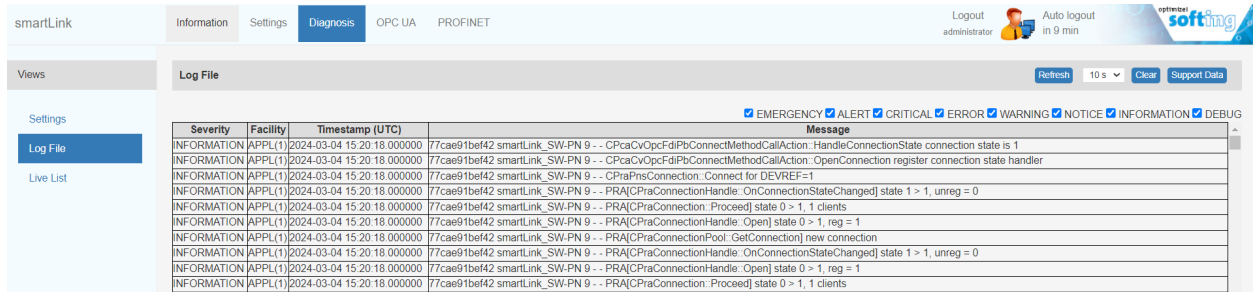 smartLink Information Settings Diagnosis OPC UA PROFINET Logout administrator Auto logout in 9 min optimize! softing
Views
Log File Refresh 10 s Clear Support Data
Settings
Log File
Live List
EMERGENCY ALERT CRITICAL ERROR WARNING NOTICE INFORMATION DEBUG
Severity Facility Timestamp (UTC) Message
INFORMATION APPL(1) 2024-03-04 15:20:18.000000 77cae91bef42 smartLink_SW-PN 9 - - CPcaCvOpcFdiPbConnectMethodCallAction::HandleConnectionState connection state is 1
INFORMATION APPL(1) 2024-03-04 15:20:18.000000 77cae91bef42 smartLink_SW-PN 9 - - CPcaCvOpcFdiPbConnectMethodCallAction::OpenConnection register connection state handler
INFORMATION APPL(1) 2024-03-04 15:20:18.000000 77cae91bef42 smartLink_SW-PN 9 - - CPraPnsConnection::Connect for DEVREF=1
INFORMATION APPL(1) 2024-03-04 15:20:18.000000 77cae91bef42 smartLink_SW-PN 9 - - PRA[CPraConnectionHandle::OnConnectionStateChanged] state 1 > 1, unreg = 0
INFORMATION APPL(1) 2024-03-04 15:20:18.000000 77cae91bef42 smartLink_SW-PN 9 - - PRA[CPraConnection::Proceed] state 0 > 1, 1 clients
INFORMATION APPL(1) 2024-03-04 15:20:18.000000 77cae91bef42 smartLink_SW-PN 9 - - PRA[CPraConnectionHandle::Open] state 0 > 1, reg = 1
INFORMATION APPL(1) 2024-03-04 15:20:18.000000 77cae91bef42 smartLink_SW-PN 9 - - PRA[CPraConnectionPool::GetConnection] new connection
INFORMATION APPL(1) 2024-03-04 15:20:18.000000 77cae91bef42 smartLink_SW-PN 9 - - PRA[CPraConnectionHandle::OnConnectionStateChanged] state 1 > 1, unreg = 0
INFORMATION APPL(1) 2024-03-04 15:20:18.000000 77cae91bef42 smartLink_SW-PN 9 - - PRA[CPraConnectionHandle::Open] state 0 > 1, reg = 1
INFORMATION APPL(1) 2024-03-04 15:20:18.000000 77cae91bef42 smartLink_SW-PN 9 - - PRA[CPraConnection::Proceed] state 0 > 1, 1 clients